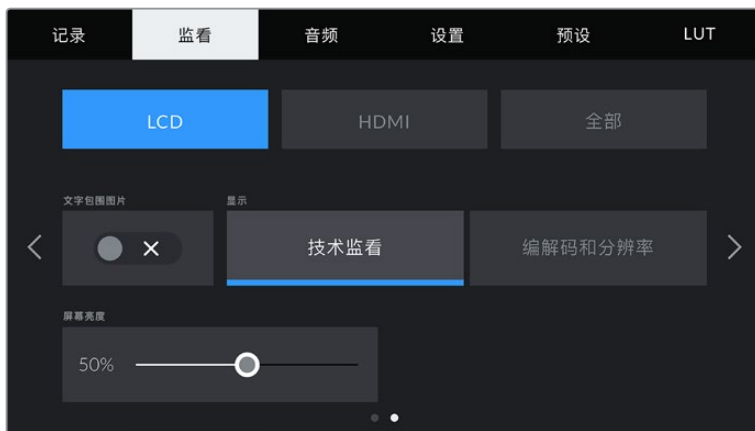 记录 监看 音频 设置 预设 LUT
LCD HDMI 全部
文字包围图片 显示
技术监看 编解码和分辨率
屏幕亮度
50%